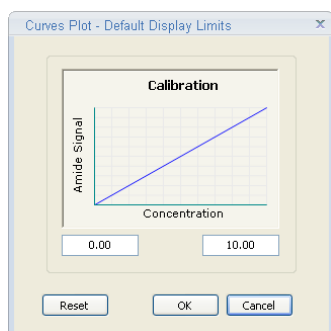 Curves Plot - Default Display Limits x
Calibration
Amide Signal
Concentration
0.00 10.00
Reset OK Cancel